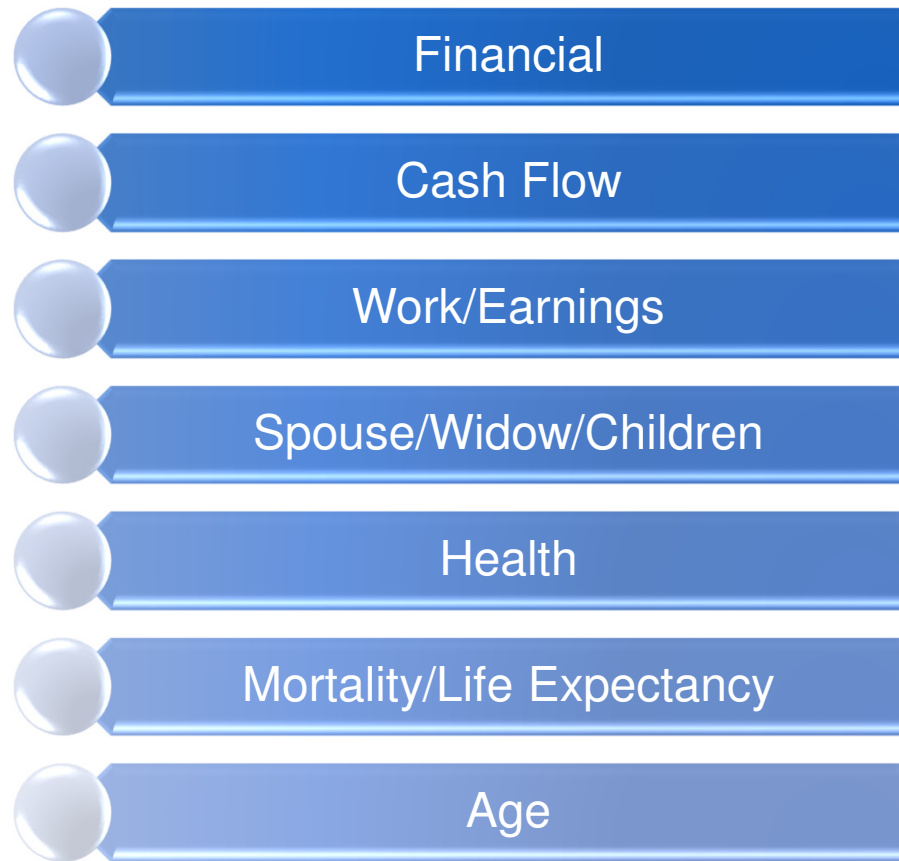 Financial
Cash Flow
Work/Earnings
Spouse/Widow/Children
Health
Mortality/Life Expectancy
Age